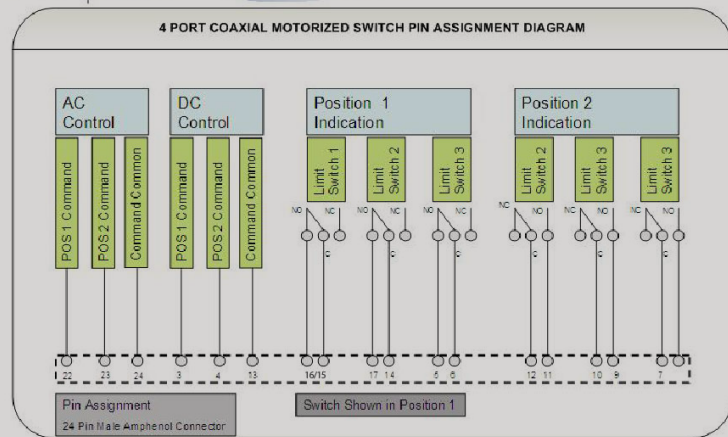 4 PORT COAXIAL MOTORIZED SWITCH PIN ASSIGNMENT DIAGRAM
AC
Control
DC
Control
Position 1
Indication
Position 2
Indication
POS1 Command
POS2 Command
Command Common
POS1 Command
POS2 Command
Command Common
Limit
Switch 1
Limit
Switch 2
Limit
Switch 3
Limit
Switch 2
Limit
Switch 3
Limit
Switch 3
NO NC NO NC NO NC NC NO NC NO NC NO
C C C C C
22 23 24 3 4 13 16/15 17 14 5 6 12 11 10 9 7
Pin Assignment
24 Pin Male Amphenol Connector
Switch Shown in Position 1